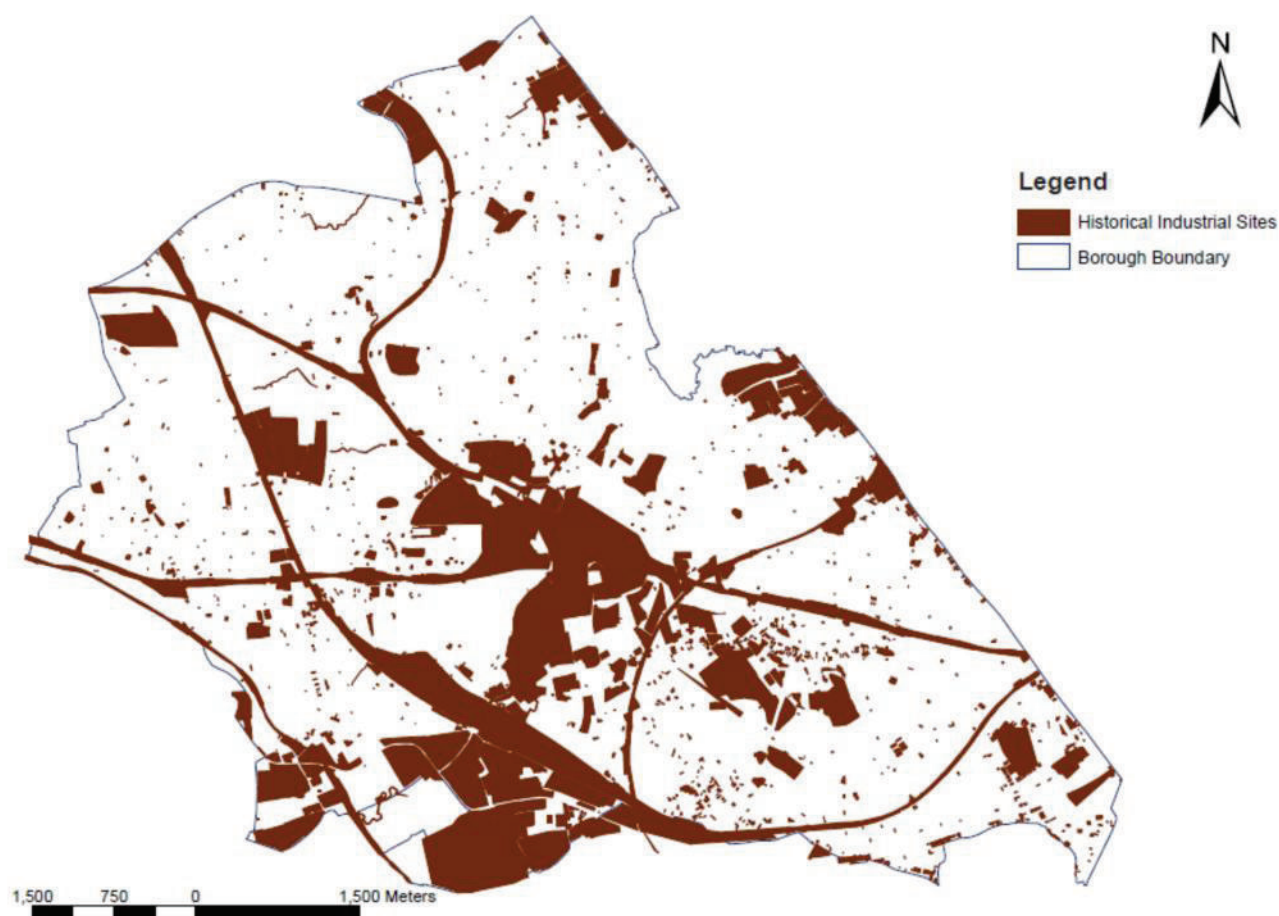 N
Legend
Historical Industrial Sites
Borough Boundary
1,500 750 0 1,500 Meters